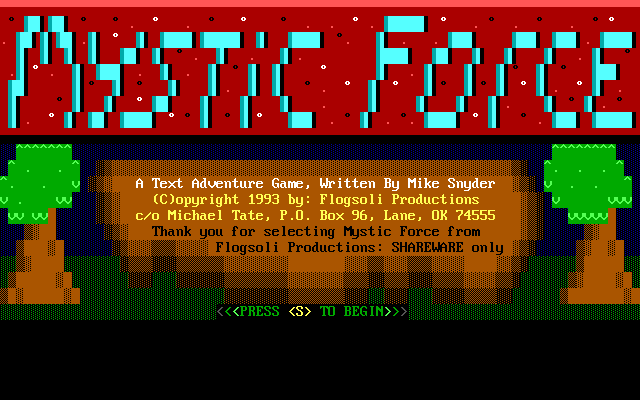 MYSTIC FORCE
A Text Adventure Game, Written By Mike Snyder
(C)opyright 1993 by: Flogsoli Productions
c/o Michael Tate, P.O. Box 96, Lane, OK 74555
Thank you for selecting Mystic Force from
Flogsoli Productions: SHAREWARE only
<<<PRESS <S> TO BEGIN>>>